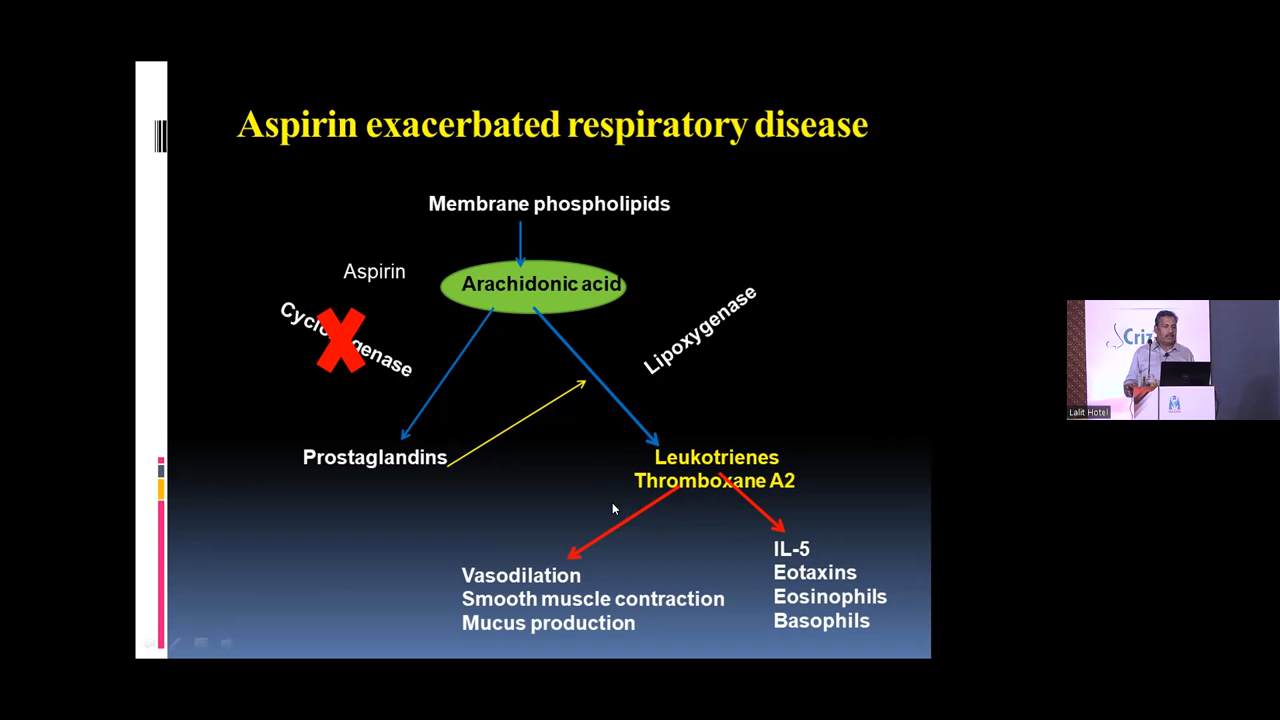 Aspirin exacerbated respiratory disease
Membrane phospholipids
Aspirin
Arachidonic acid
Lipoxygenase
Prostaglandins
Leukotrienes
Thromboxane A2
Vasodilation
Smooth muscle contraction
Mucus production
IL-5
Eotaxins
Eosinophils
Basophils
Lalit Hotel